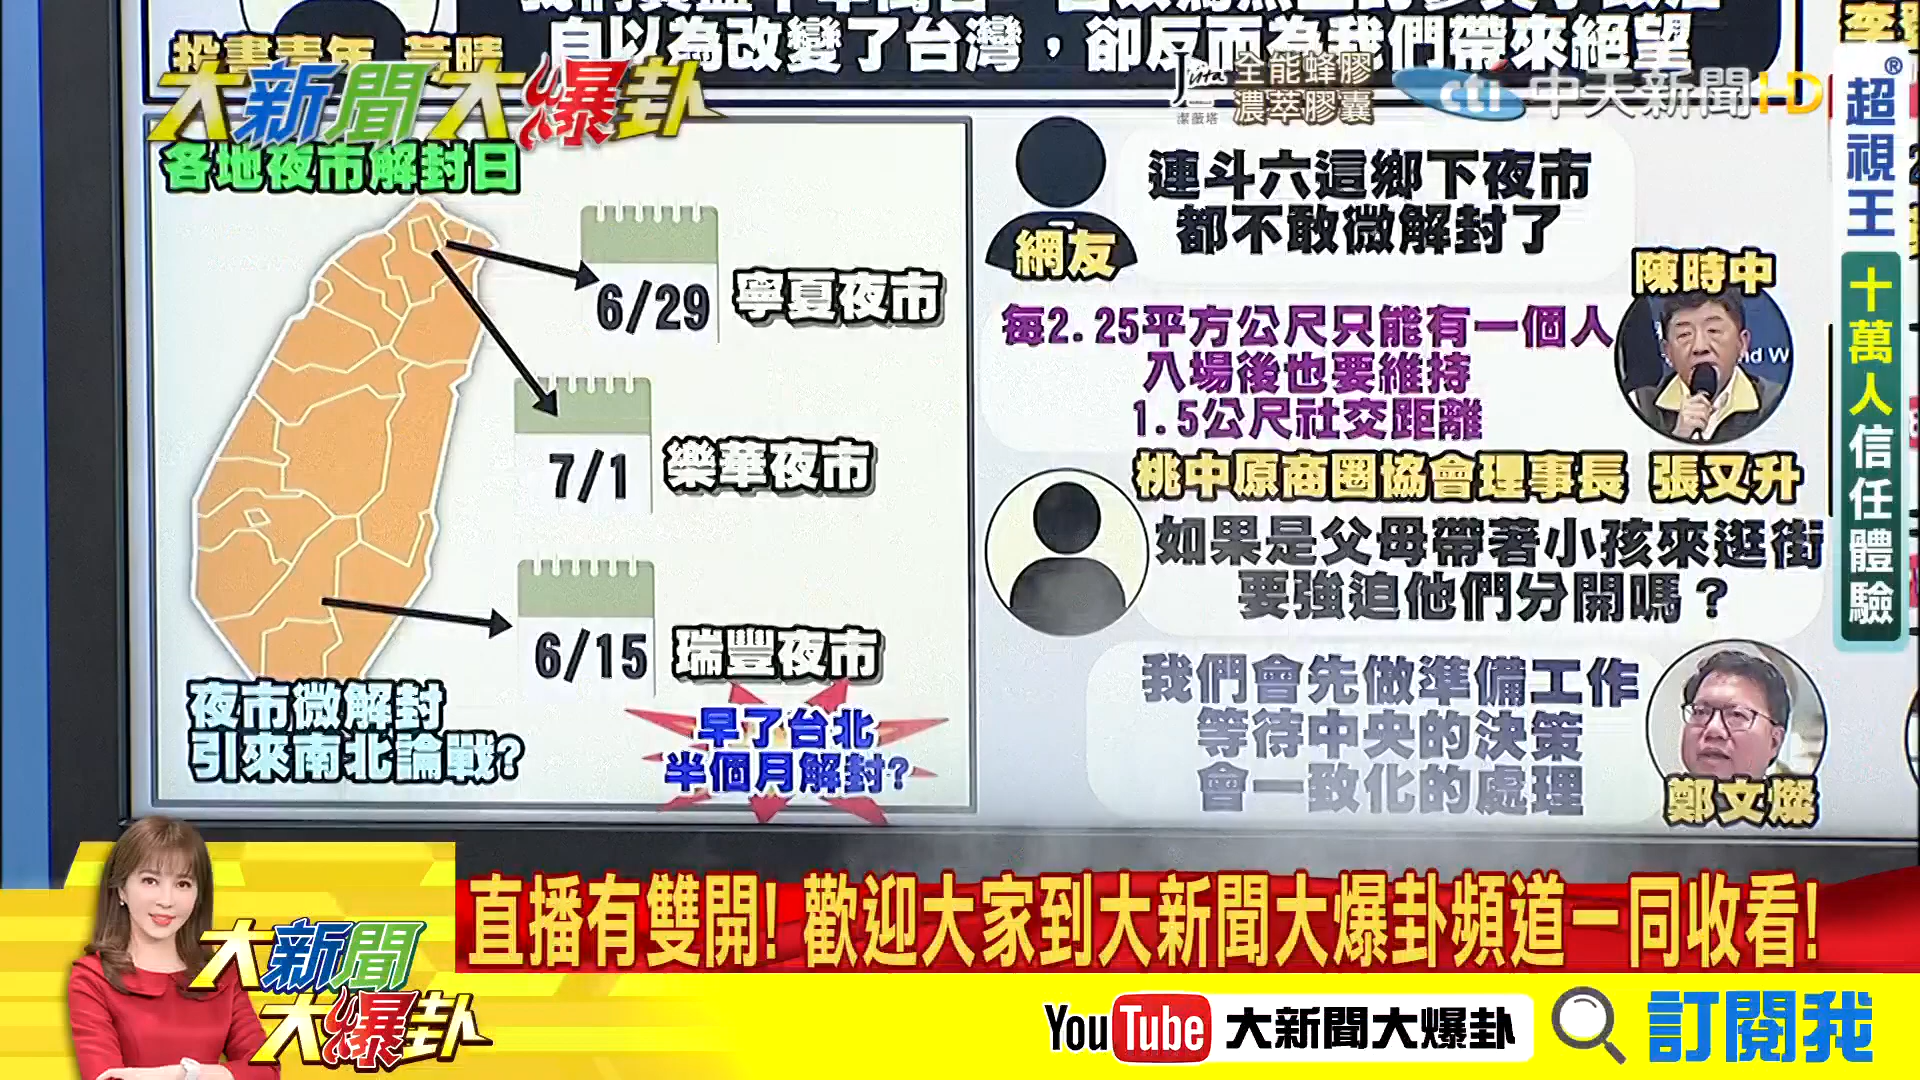 自以為改變了台灣，卻反而為我們帶來絕望
投書青年 黃晴
大新聞大爆卦
Jvita
潔薇塔
全能蜂膠
濃萃膠囊
cti 中天新聞HD
超視王®
十萬人信任體驗
各地夜市解封日
6/29 寧夏夜市
7/1 樂華夜市
6/15 瑞豐夜市
夜市微解封
引來南北論戰?
早了台北
半個月解封?
連斗六這鄉下夜市
都不敢微解封了
網友
陳時中
每2.25平方公尺只能有一個人
入場後也要維持
1.5公尺社交距離
桃中原商圈協會理事長 張又升
如果是父母帶著小孩來逛街
要強迫他們分開嗎？
我們會先做準備工作
等待中央的決策
會一致化的處理
鄭文燦
直播有雙開! 歡迎大家到大新聞大爆卦頻道一同收看!
大新聞
大爆卦
YouTube 大新聞大爆卦
訂閱我